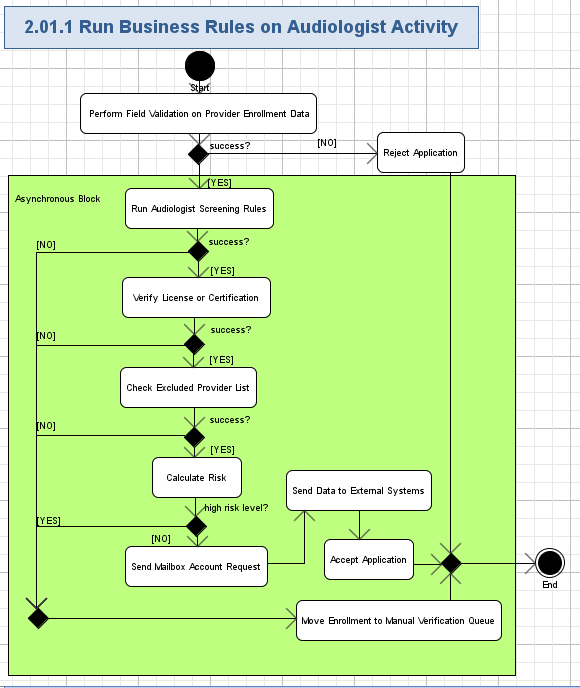 2.01.1 Run Business Rules on Audiologist Activity
Start
Perform Field Validation on Provider Enrollment Data
success?
[NO]
Reject Application
[YES]
Asynchronous Block
Run Audiologist Screening Rules
success?
[NO]
[YES]
Verify License or Certification
success?
[NO]
[YES]
Check Excluded Provider List
success?
[NO]
[YES]
Calculate Risk
Send Data to External Systems
high risk level?
[YES]
[NO]
Accept Application
Send Mailbox Account Request
End
Move Enrollment to Manual Verification Queue